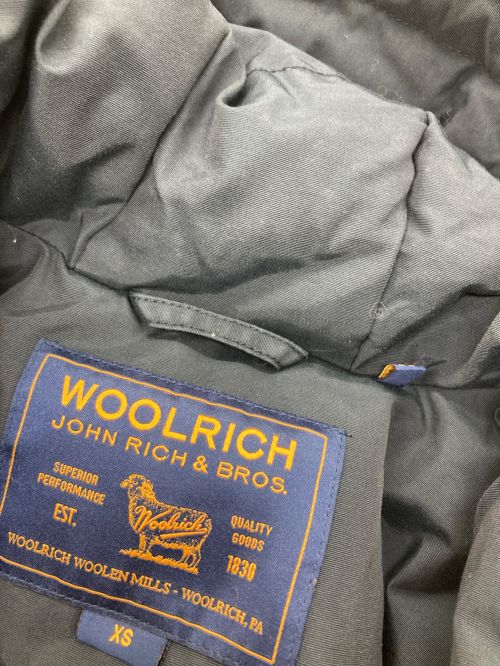 WOOLRICH
JOHN RICH & BROS.
SUPERIOR
PERFORMANCE
EST.
Woolrich
QUALITY
GOODS
1830
WOOLRICH WOOLEN MILLS - WOOLRICH, PA
XS